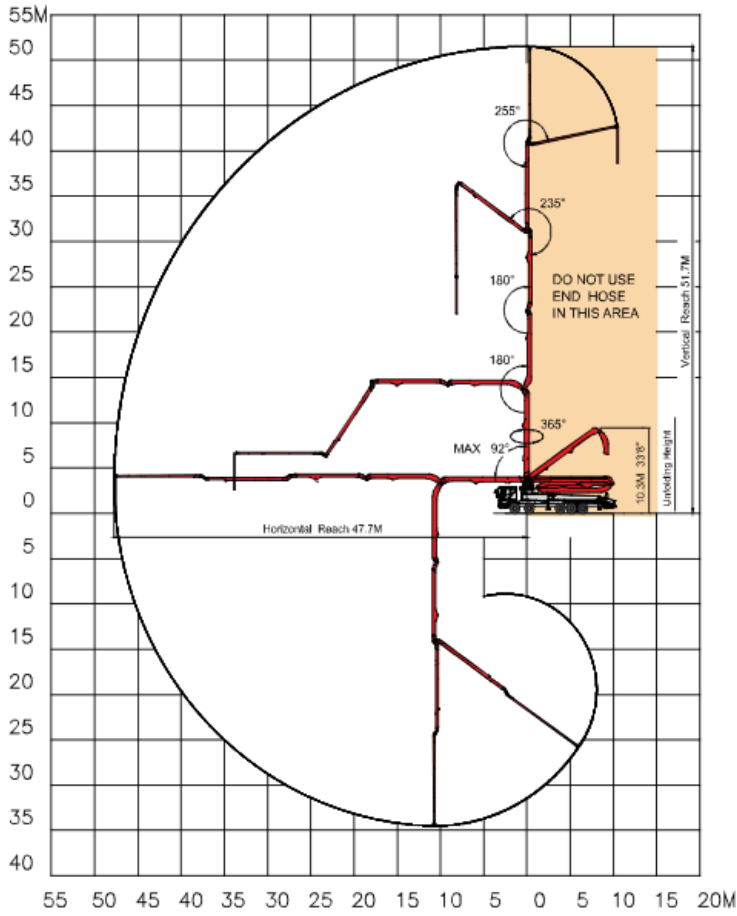 55M
50
45
40
35
30
25
20
15
10
5
0
5
10
15
20
25
30
35
40
255°
235°
180°
DO NOT USE
END HOSE
IN THIS AREA
180°
365°
MAX 92°
Vertical Reach 51.7M
10.3M 33'8"
Unfolding Height
Horizontal Reach 47.7M
55 50 45 40 35 30 25 20 15 10 5 0 5 10 15 20M